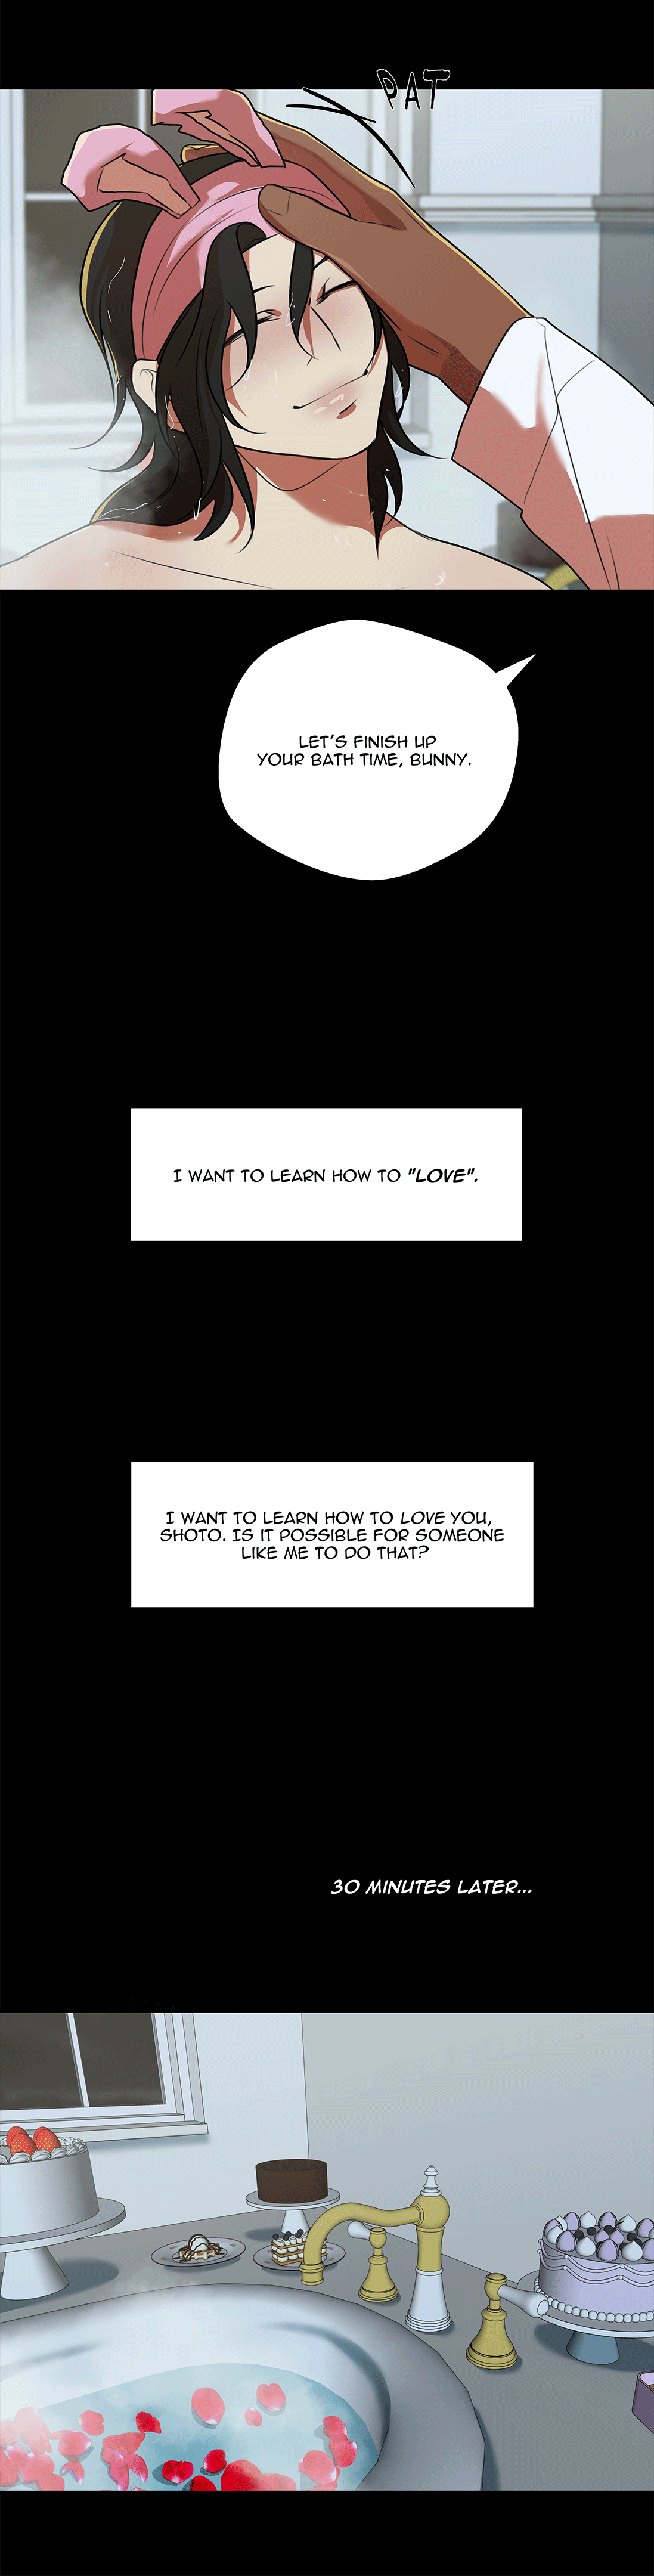 PAT
LET'S FINISH UP
YOUR BATH TIME, BUNNY.
I WANT TO LEARN HOW TO "LOVE".
I WANT TO LEARN HOW TO LOVE YOU,
SHOTO. IS IT POSSIBLE FOR SOMEONE
LIKE ME TO DO THAT?
30 MINUTES LATER...